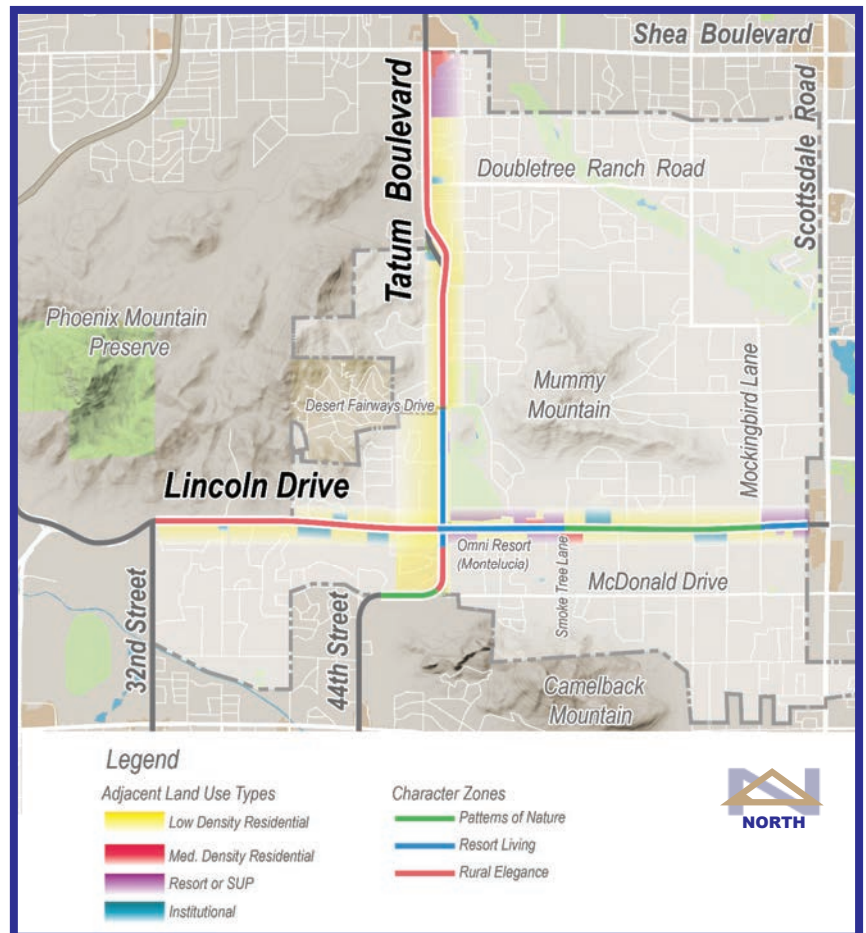 Shea Boulevard
Tatum Boulevard
Scottsdale Road
Doubletree Ranch Road
Phoenix Mountain
Preserve
Mummy
Mountain
Mockingbird Lane
Desert Fairways Drive
Lincoln Drive
Omni Resort
(Montelucia)
Smoke Tree Lane
McDonald Drive
32nd Street
44th Street
Camelback
Mountain
Legend
Adjacent Land Use Types
Low Density Residential
Med. Density Residential
Resort or SUP
Institutional
Character Zones
Patterns of Nature
Resort Living
Rural Elegance
N
NORTH